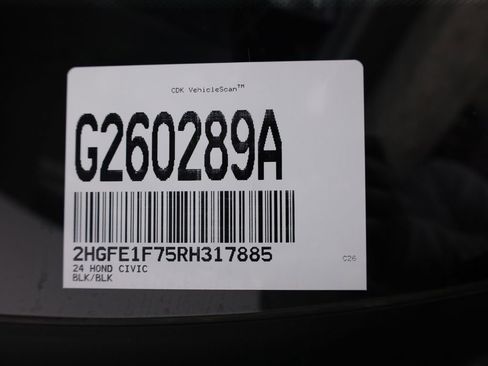 CDK VehicleScan™
G260289A
2HGFE1F75RH317885
24 HOND CIVIC
BLK/BLK
C26